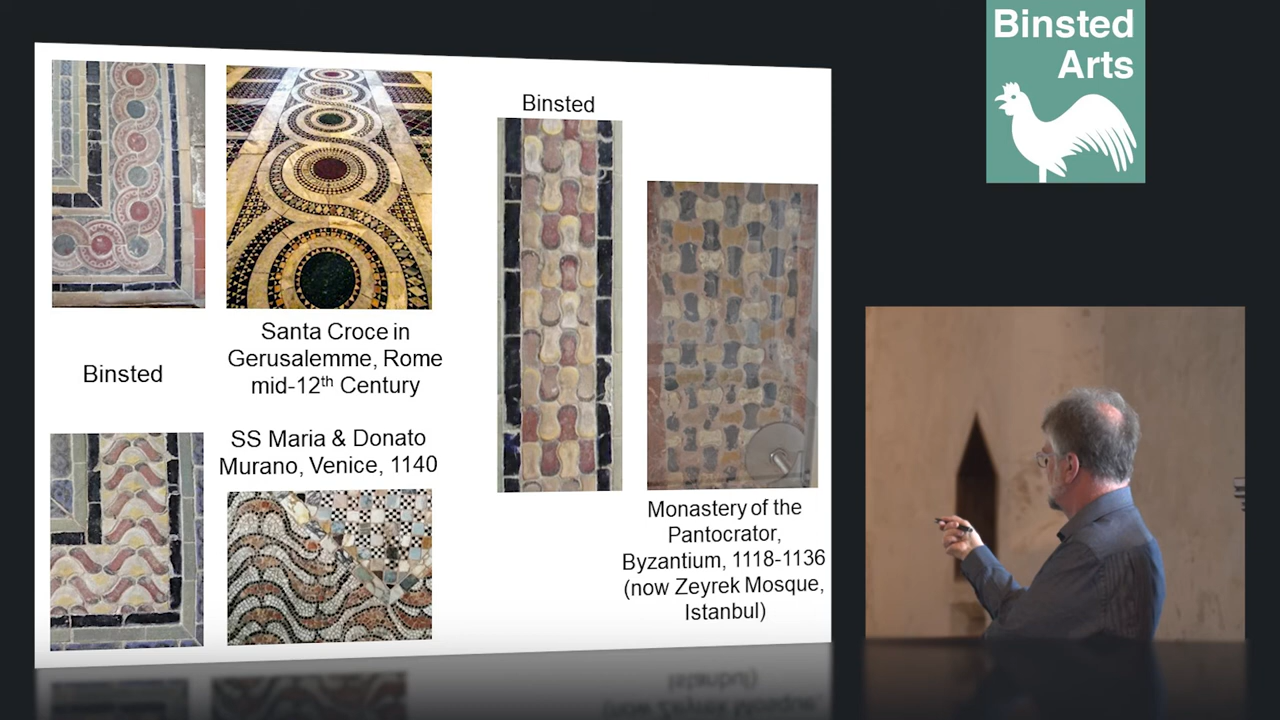 Binsted
Arts
Binsted
Santa Croce in
Gerusalemme, Rome
mid-12th Century
Binsted
SS Maria & Donato
Murano, Venice, 1140
Monastery of the
Pantocrator,
Byzantium, 1118-1136
(now Zeyrek Mosque,
Istanbul)